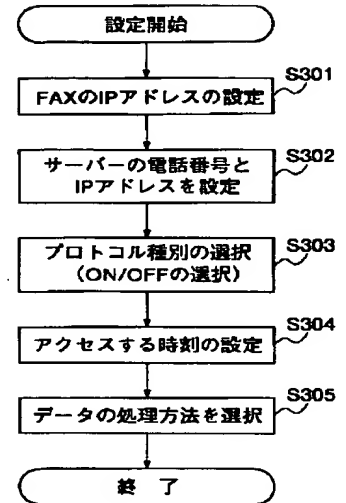 設定開始
S301
FAXのIPアドレスの設定
S302
サーバーの電話番号と
IPアドレスを設定
S303
プロトコル種別の選択
(ON/OFFの選択)
S304
アクセスする時刻の設定
S305
データの処理方法を選択
終 了